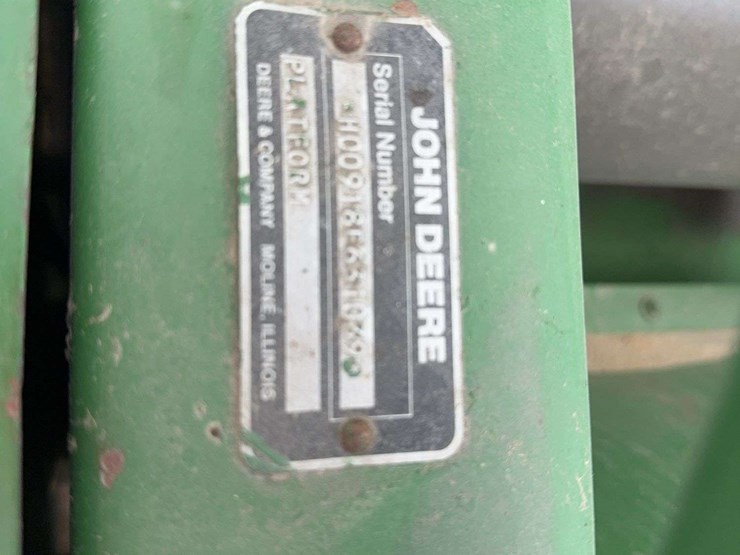 JOHN DEERE
Serial Number
PLATFORM
DEERE & COMPANY MOLINE, ILLINOIS